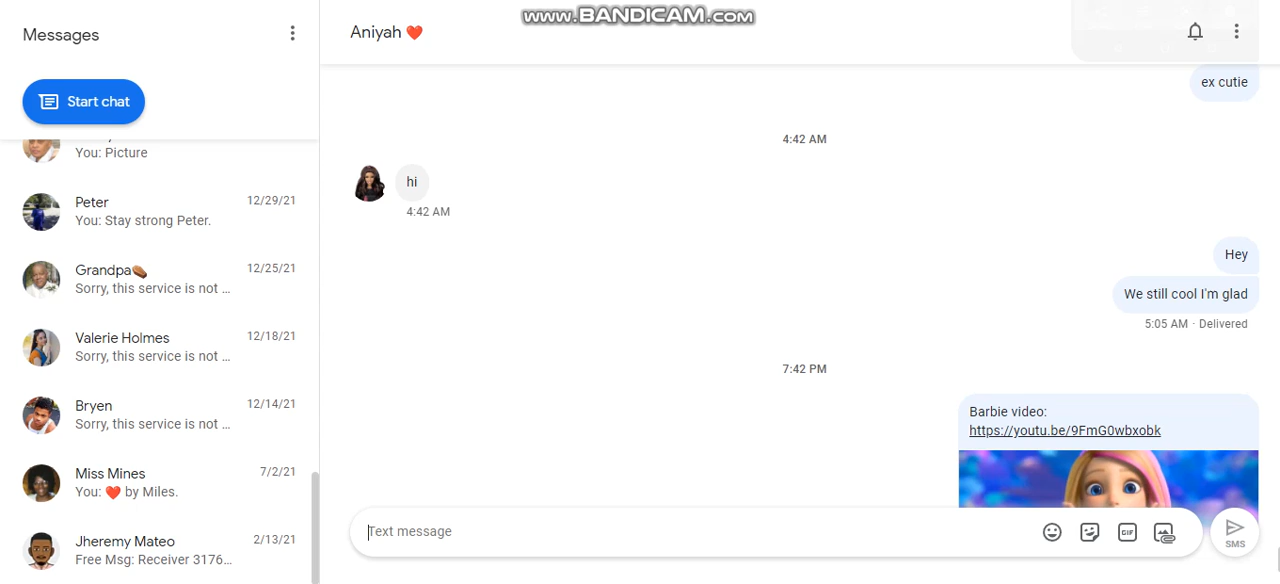 www.BANDICAM.com
Messages
Start chat
You: Picture
Peter
12/29/21
You: Stay strong Peter.
Grandpa⚰️
12/25/21
Sorry, this service is not ...
Valerie Holmes
12/18/21
Sorry, this service is not ...
Bryen
12/14/21
Sorry, this service is not ...
Miss Mines
7/2/21
You: ❤️ by Miles.
Jheremy Mateo
2/13/21
Free Msg: Receiver 3176...
Aniyah ❤️
ex cutie
4:42 AM
hi
4:42 AM
Hey
We still cool I'm glad
5:05 AM · Delivered
7:42 PM
Barbie video:
https://youtu.be/9FmG0wbxobk
Text message
GIF
SMS